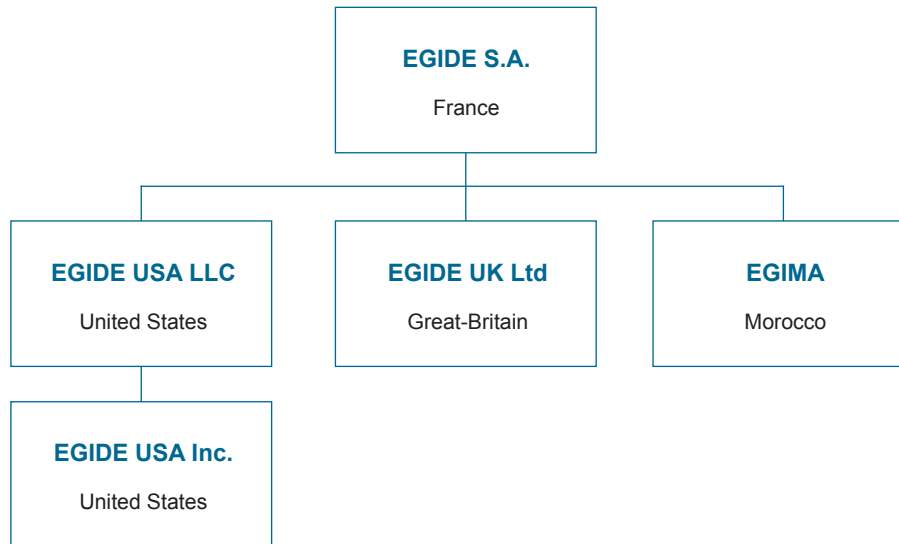 EGIDE S.A.
France
EGIDE USA LLC
United States
EGIDE UK Ltd
Great-Britain
EGIMA
Morocco
EGIDE USA Inc.
United States